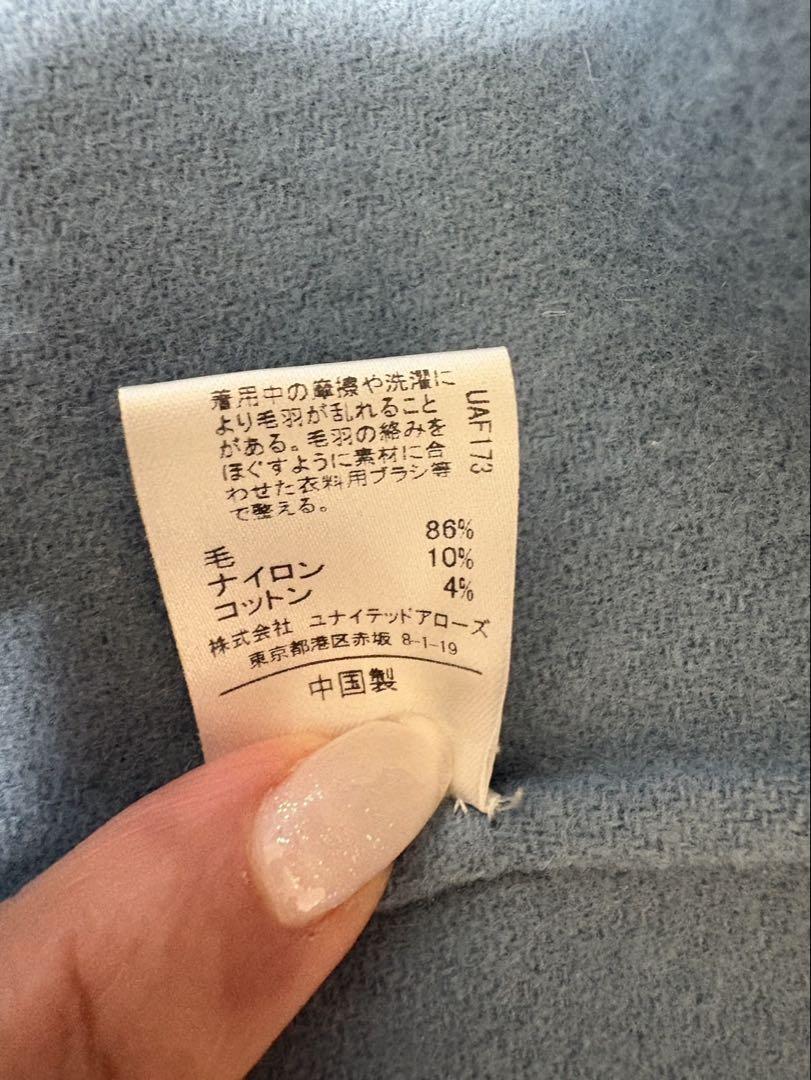 着用中の摩擦や洗濯に
より毛羽が乱れること
がある。毛羽の絡みを
ほぐすように素材に合
わせた衣料用ブラシ等
で整える。
UAF173
毛 86%
ナイロン 10%
コットン 4%
株式会社 ユナイテッドアローズ
東京都港区赤坂 8-1-19
中国製